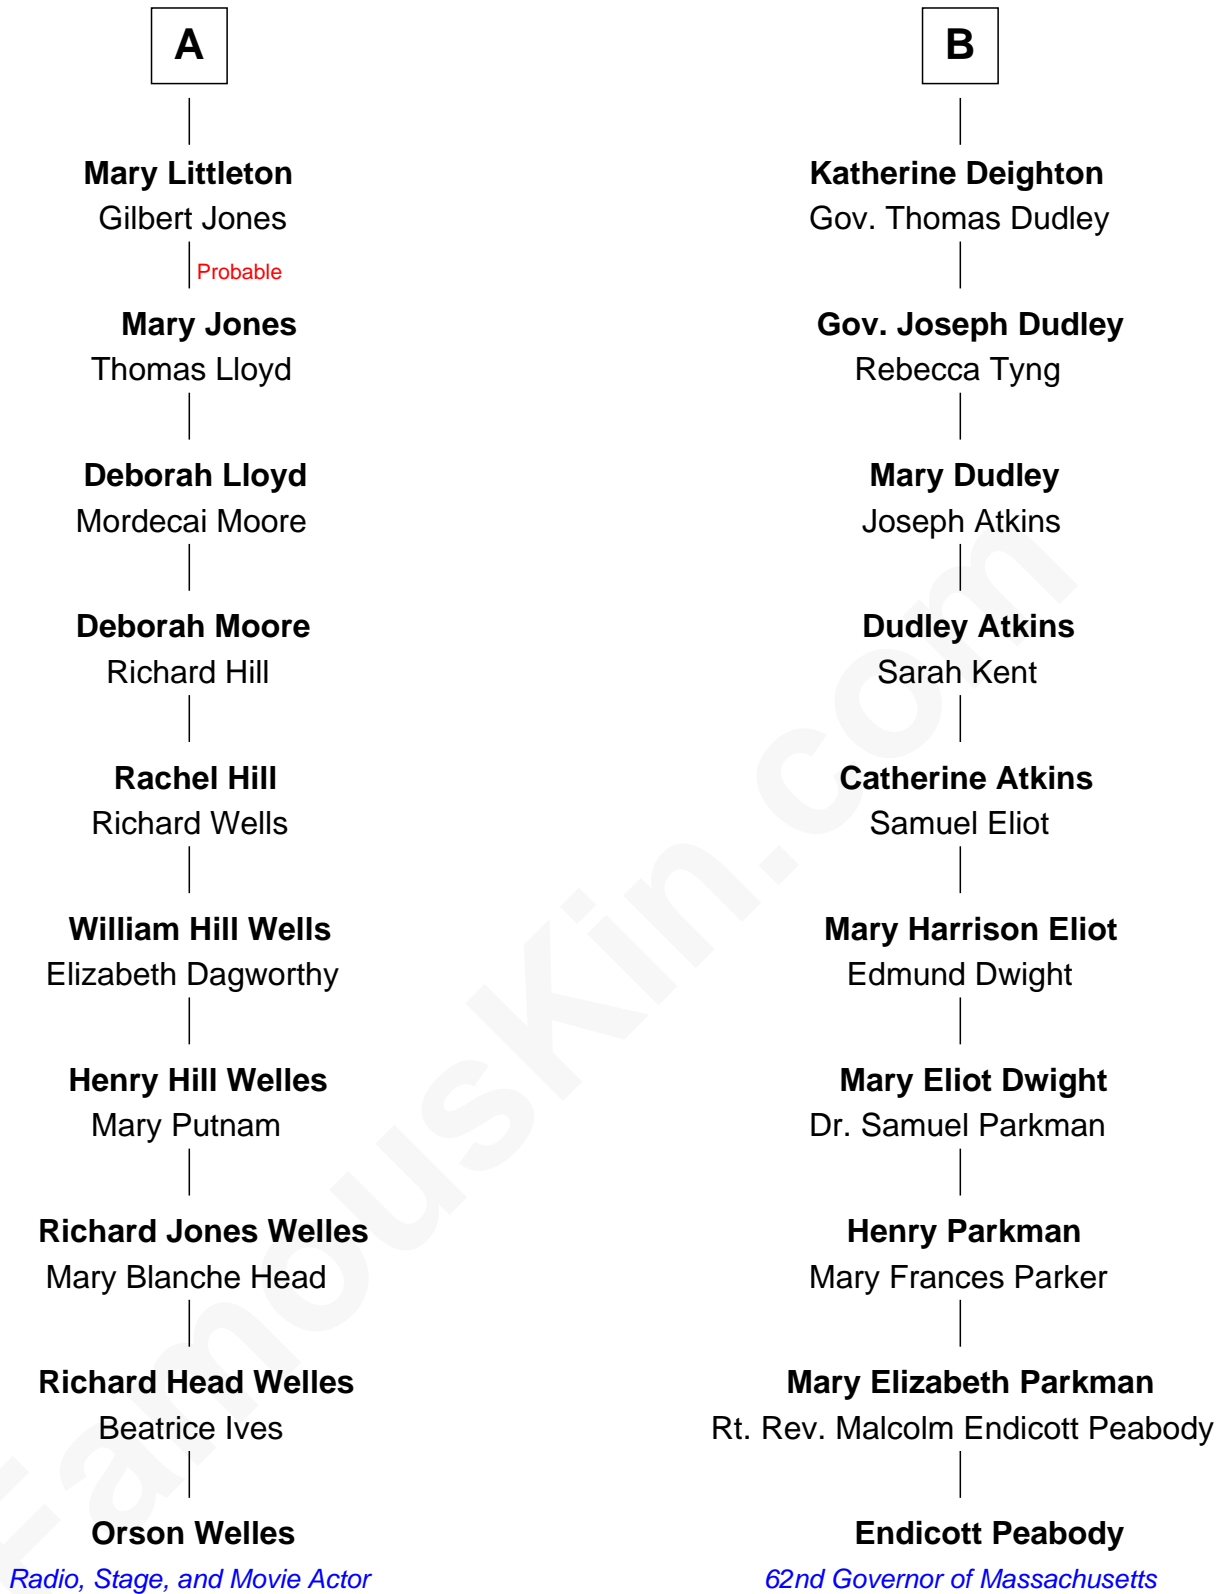 A
Mary Littleton
Gilbert Jones
Probable
Mary Jones
Thomas Lloyd
Deborah Lloyd
Mordecai Moore
Deborah Moore
Richard Hill
Rachel Hill
Richard Wells
William Hill Wells
Elizabeth Dagworthy
Henry Hill Welles
Mary Putnam
Richard Jones Welles
Mary Blanche Head
Richard Head Welles
Beatrice Ives
Orson Welles
Radio, Stage, and Movie Actor
B
Katherine Deighton
Gov. Thomas Dudley
Gov. Joseph Dudley
Rebecca Tyng
Mary Dudley
Joseph Atkins
Dudley Atkins
Sarah Kent
Catherine Atkins
Samuel Eliot
Mary Harrison Eliot
Edmund Dwight
Mary Eliot Dwight
Dr. Samuel Parkman
Henry Parkman
Mary Frances Parker
Mary Elizabeth Parkman
Rt. Rev. Malcolm Endicott Peabody
Endicott Peabody
62nd Governor of Massachusetts
FamousKin.com